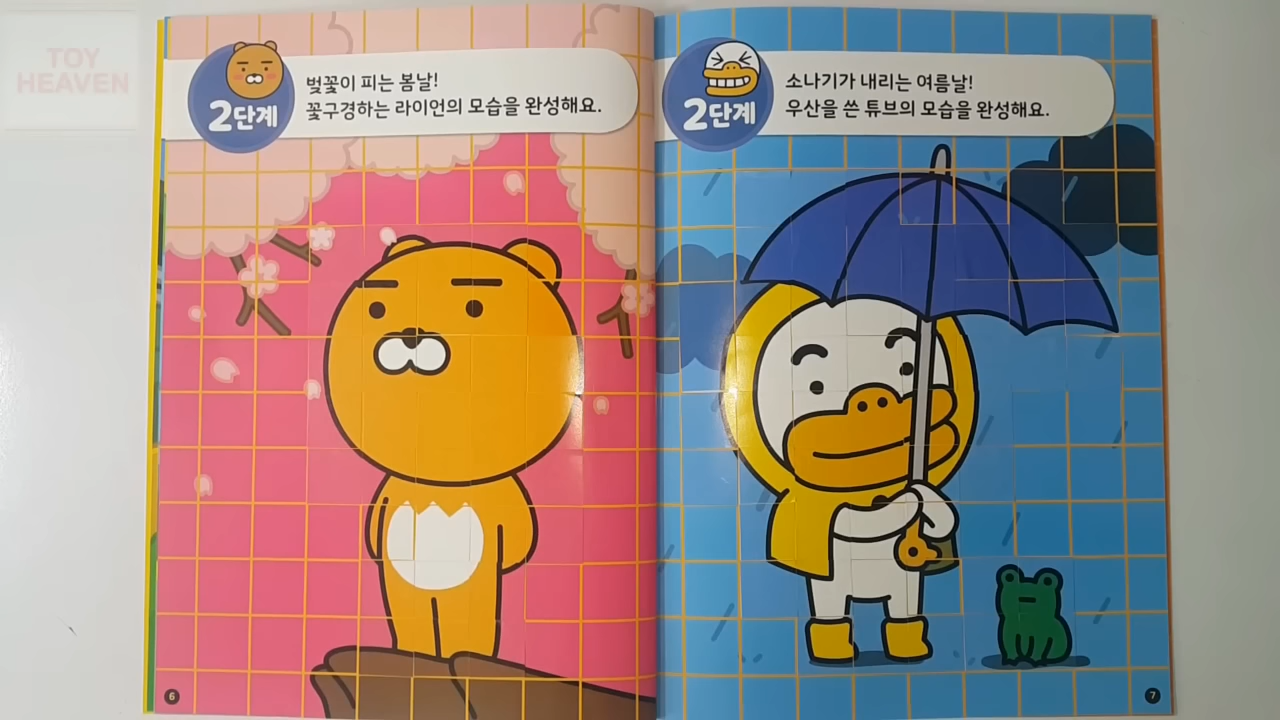 TOY
HEAVEN
2단계
벚꽃이 피는 봄날!
꽃구경하는 라이언의 모습을 완성해요.
2단계
소나기가 내리는 여름날!
우산을 쓴 튜브의 모습을 완성해요.
6
7